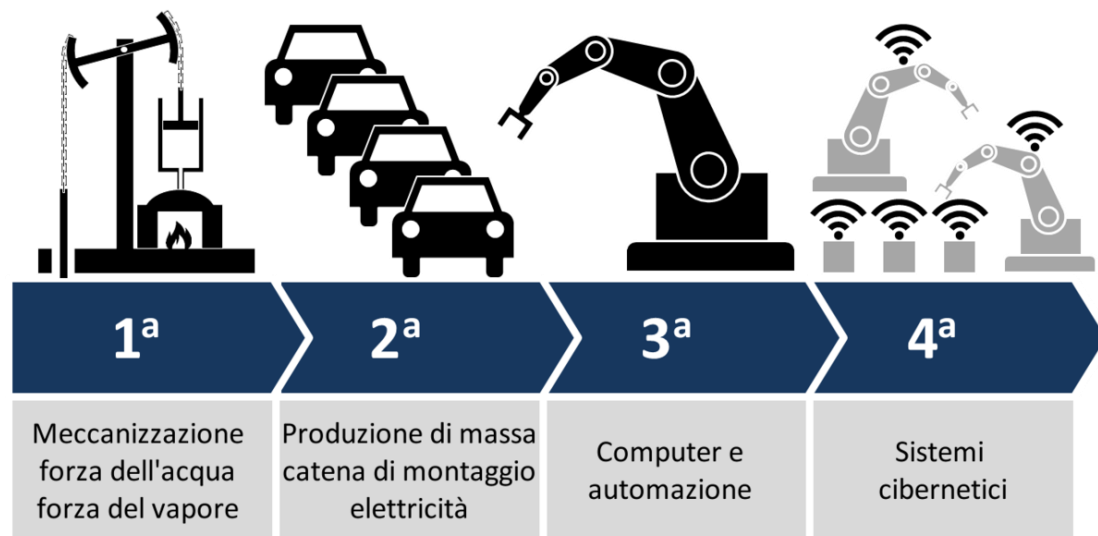 1ª
2ª
3ª
4ª
Meccanizzazione
forza dell'acqua
forza del vapore
Produzione di massa
catena di montaggio
elettricità
Computer e
automazione
Sistemi
cibernetici